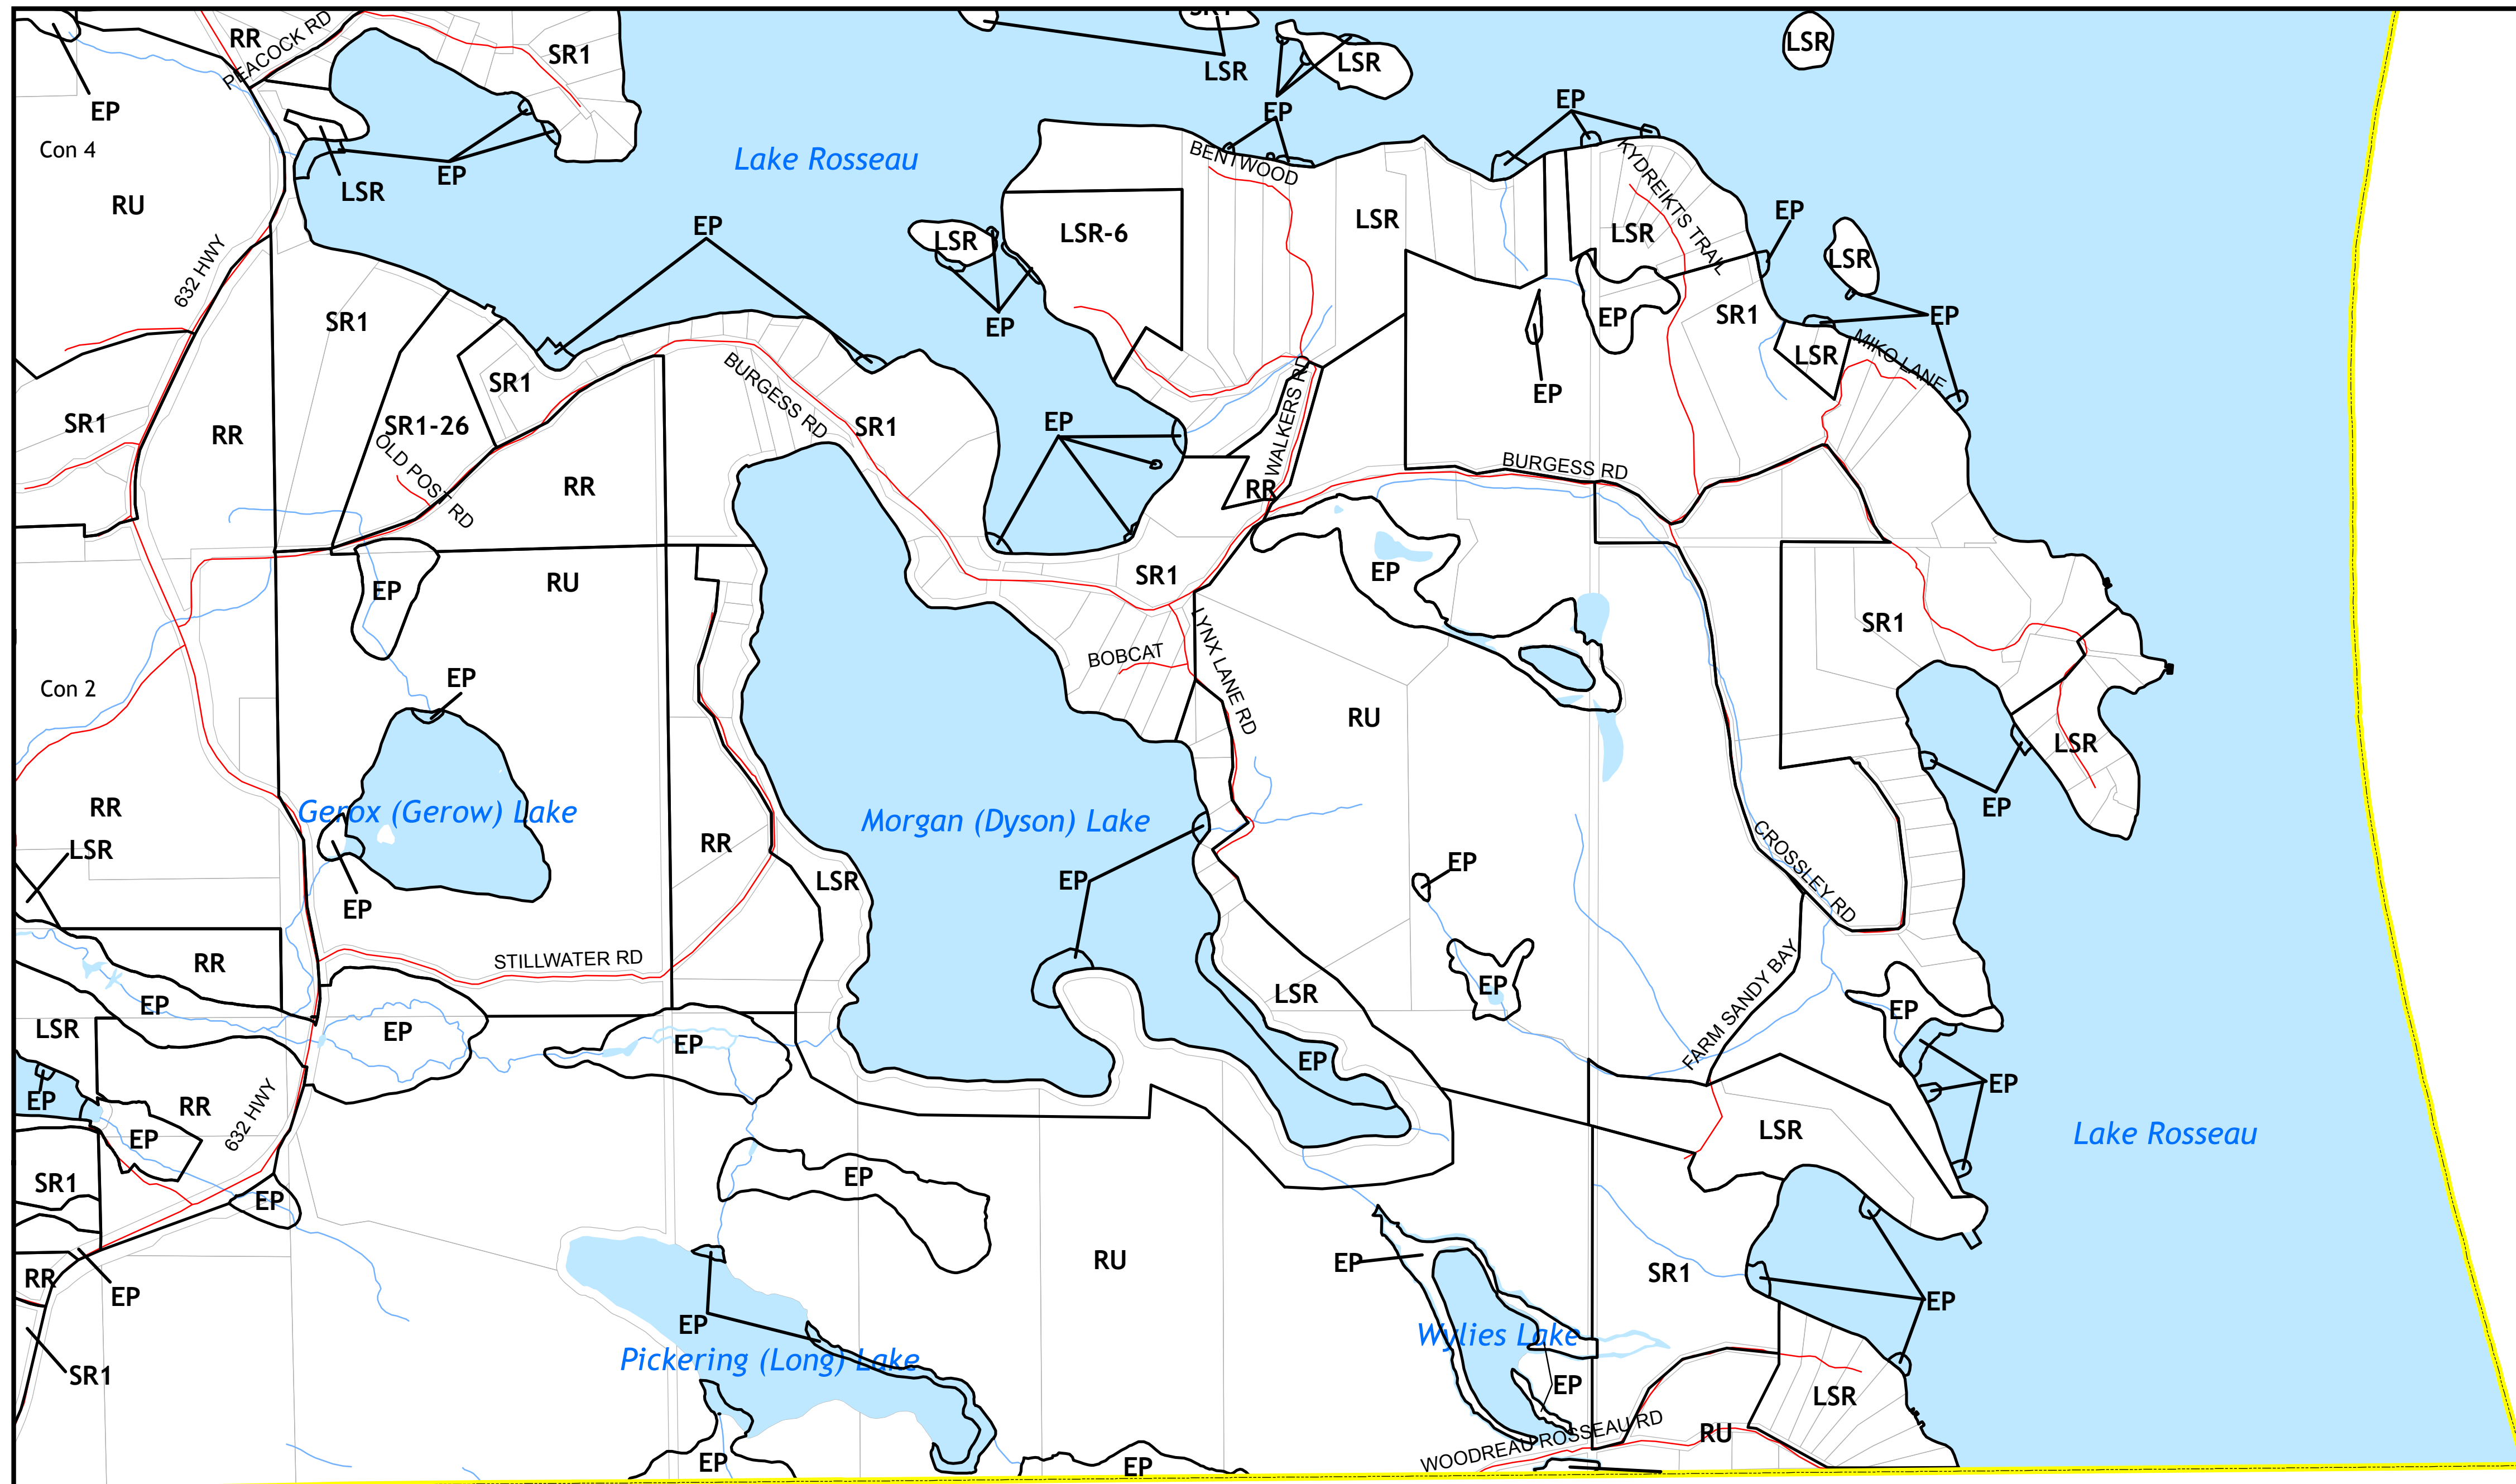 SR1
RR
PEACOCK RD
SR1
LSR
LSR
LSR
EP
EP
EP
Con 4
LSR
EP
Lake Rosseau
BENTWOOD
KYDREIKTS TRAIL
RU
632 HWY
EP
LSR
LSR-6
LSR
LSR
EP
LSR
EP
SR1
EP
EP
SR1
EP
LSR
MIKO LANE
SR1
BURGESS RD
EP
SR1
RR
SR1-26
OLD POST RD
SR1
EP
WALKERS RD
RR
RR
BURGESS RD
EP
RU
SR1
EP
SR1
BOBCAT
LYNX LANE RD
Con 2
EP
RU
LSR
RR
Gerox (Gerow) Lake
Morgan (Dyson) Lake
EP
RR
LSR
LSR
EP
EP
EP
CROSSLEY RD
RR
STILLWATER RD
EP
LSR
EP
FARM SANDY BAY
EP
LSR
EP
EP
EP
EP
EP
RR
632 HWY
EP
LSR
Lake Rosseau
SR1
EP
EP
RR
EP
RU
EP
SR1
EP
EP
Pickering (Long) Lake
Wylies Lake
SR1
EP
LSR
WOODREAU ROSSEAU RD
RU
EP
EP